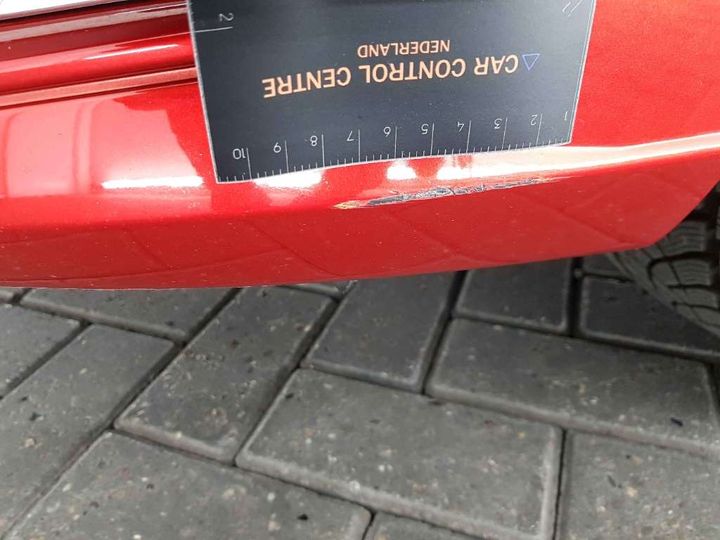 CAR CONTROL CENTRE
NEDERLAND
1 2 3 4 5 6 7 8 9 10
2